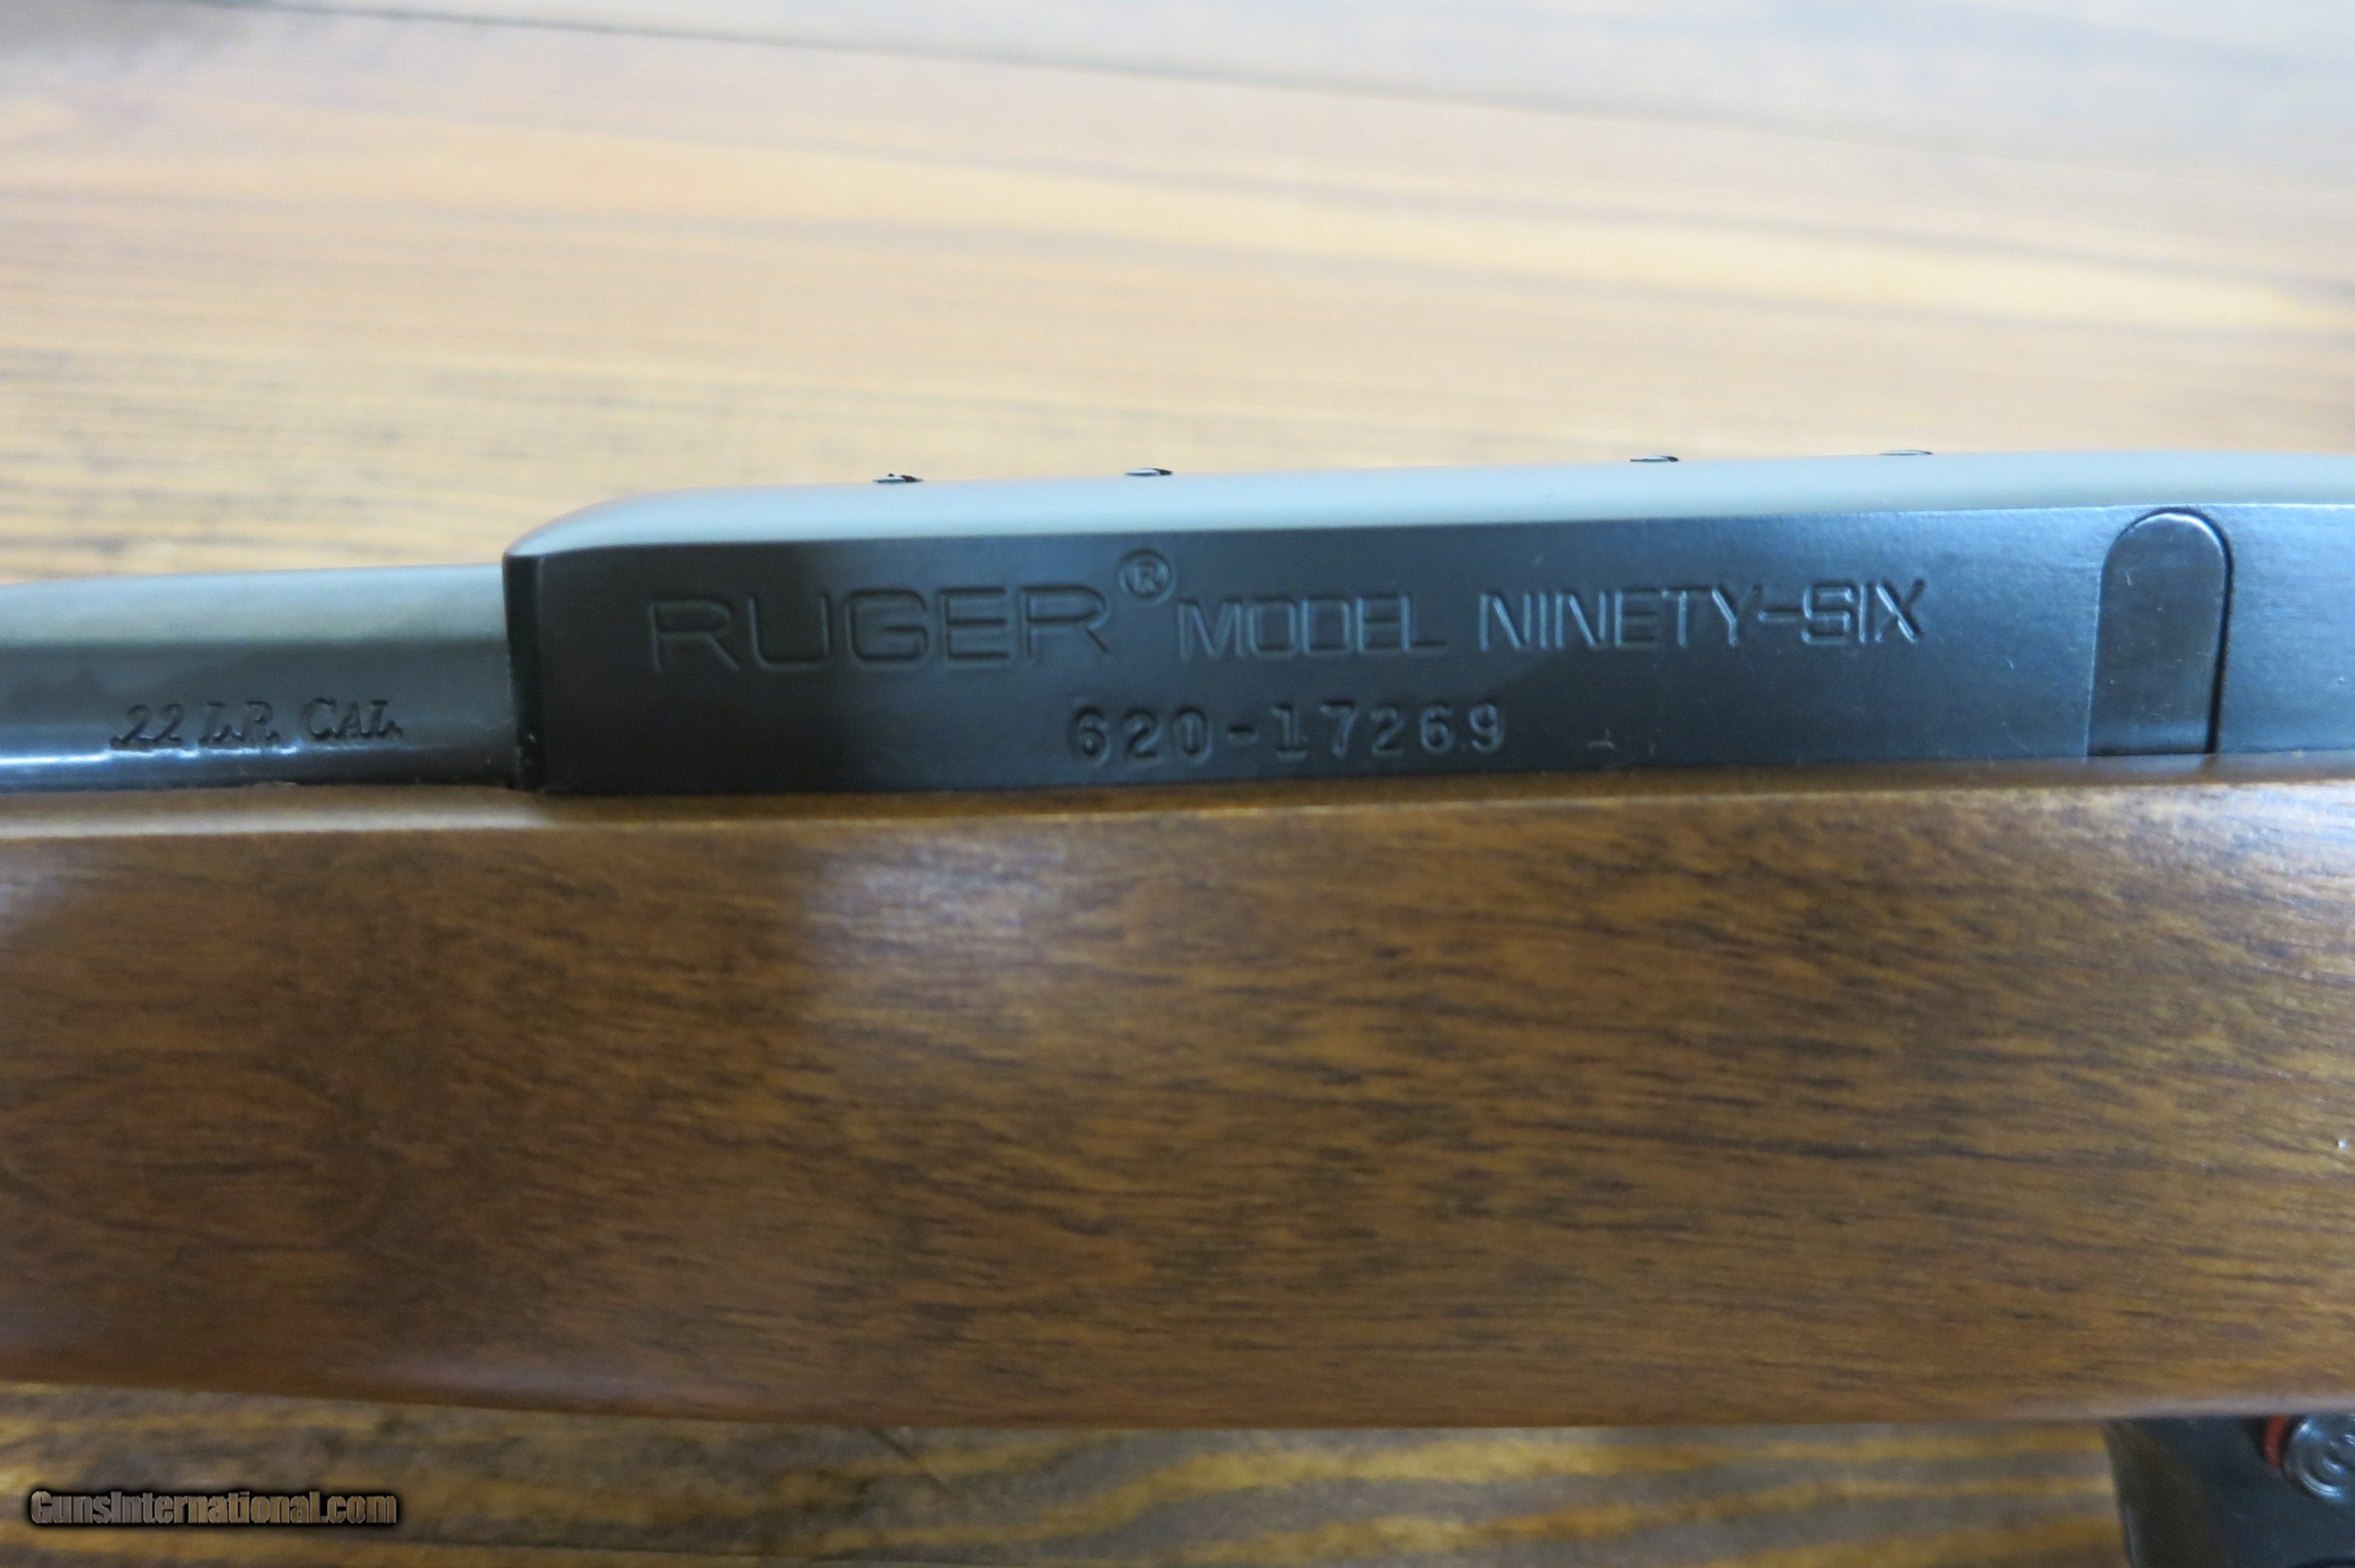 RUGER® MODEL NINETY-SIX
.22 L.R. CAL.
620-17269
GunsInternational.com